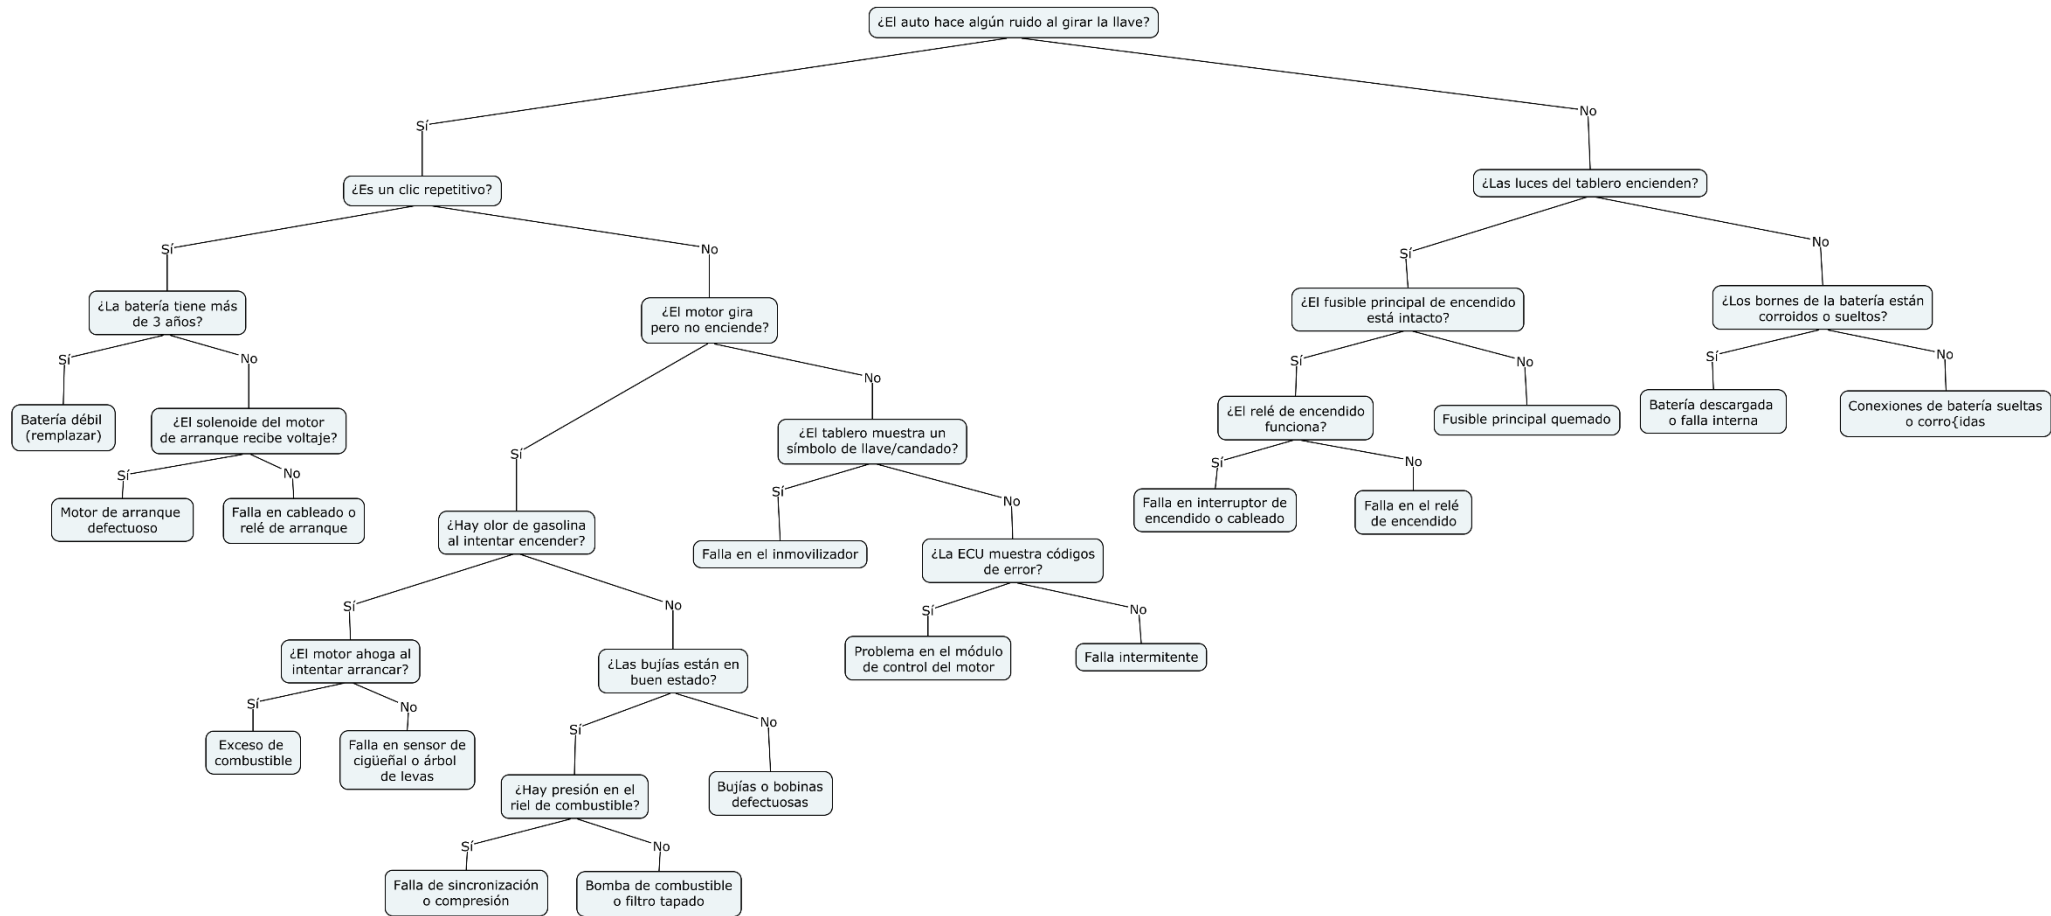 ¿El auto hace algún ruido al girar la llave?
No
Sí
¿Las luces del tablero encienden?
¿Es un clic repetitivo?
No
Sí
No
Sí
¿Los bornes de la batería están
corroidos o sueltos?
¿El fusible principal de encendido
está intacto?
¿La batería tiene más
de 3 años?
¿El motor gira
pero no enciende?
Sí
No
Sí
No
Sí
No
No
Sí
Batería débil
(remplazar)
¿El solenoide del motor
de arranque recibe voltaje?
¿El tablero muestra un
símbolo de llave/candado?
¿El relé de encendido
funciona?
Fusible principal quemado
Batería descargada
o falla interna
Conexiones de batería sueltas
o corro{idas
Sí
No
Sí
No
Sí
No
Motor de arranque
defectuoso
Falla en cableado o
relé de arranque
¿Hay olor de gasolina
al intentar encender?
Falla en el inmovilizador
¿La ECU muestra códigos
de error?
Falla en interruptor de
encendido o cableado
Falla en el relé
de encendido
Sí
No
Sí
No
¿El motor ahoga al
intentar arrancar?
¿Las bujías están en
buen estado?
Problema en el módulo
de control del motor
Falla intermitente
Sí
No
Sí
No
Exceso de
combustible
Falla en sensor de
cigüeñal o árbol
de levas
¿Hay presión en el
riel de combustible?
Bujías o bobinas
defectuosas
Sí
No
Falla de sincronización
o compresión
Bomba de combustible
o filtro tapado